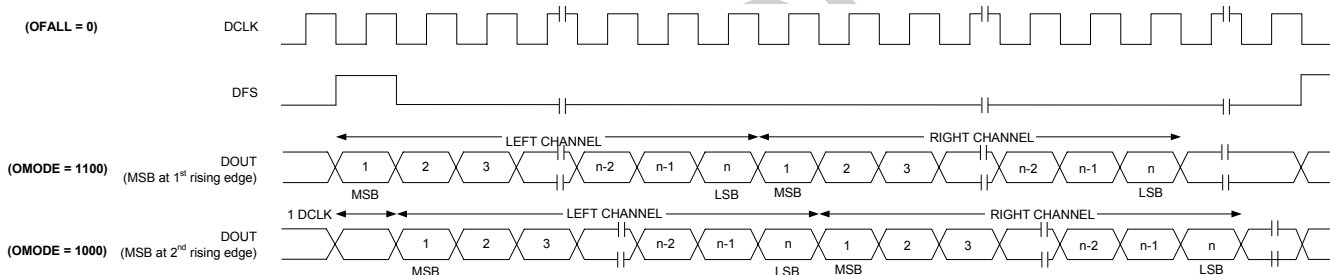 (OFALL = 0) DCLK
DFS
LEFT CHANNEL RIGHT CHANNEL
(OMODE = 1100) DOUT 1 2 3 n-2 n-1 n 1 2 3 n-2 n-1 n
(MSB at 1st rising edge)
MSB LSB MSB LSB
1 DCLK LEFT CHANNEL RIGHT CHANNEL
(OMODE = 1000) DOUT 1 2 3 n-2 n-1 n 1 2 3 n-2 n-1 n
(MSB at 2nd rising edge)
MSB LSB MSB LSB